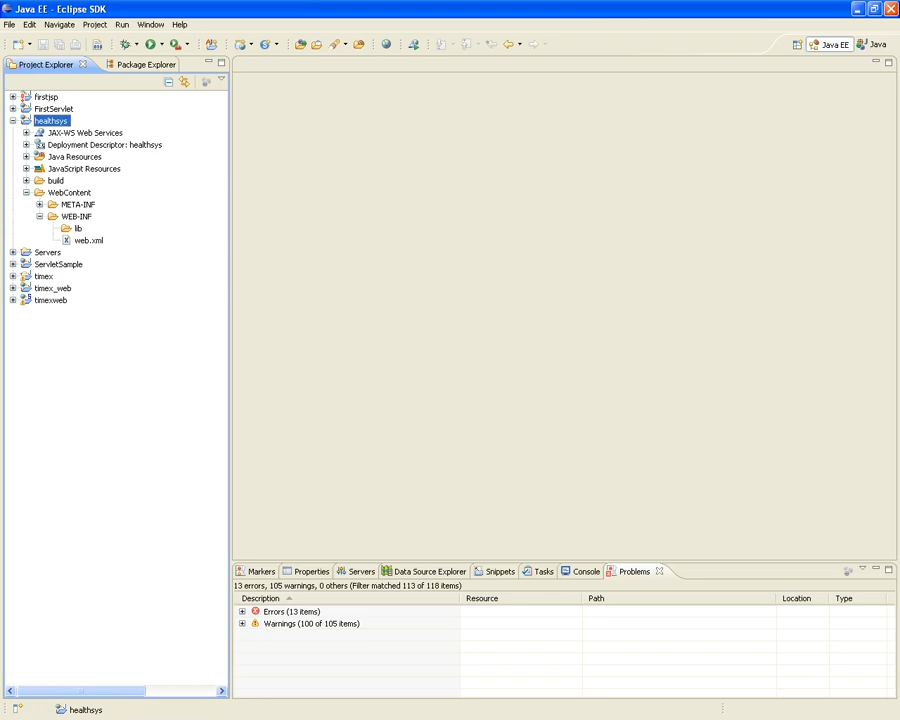 Java EE - Eclipse SDK
File Edit Navigate Project Run Window Help
Java EE Java
Project Explorer Package Explorer
firstjsp
FirstServlet
healthsys
JAX-WS Web Services
Deployment Descriptor: healthsys
Java Resources
JavaScript Resources
build
WebContent
META-INF
WEB-INF
lib
web.xml
Servers
ServletSample
timex
timex_web
timexweb
Markers Properties Servers Data Source Explorer Snippets Tasks Console Problems
13 errors, 105 warnings, 0 others (Filter matched 113 of 118 items)
Description Resource Path Location Type
Errors (13 items)
Warnings (100 of 105 items)
healthsys